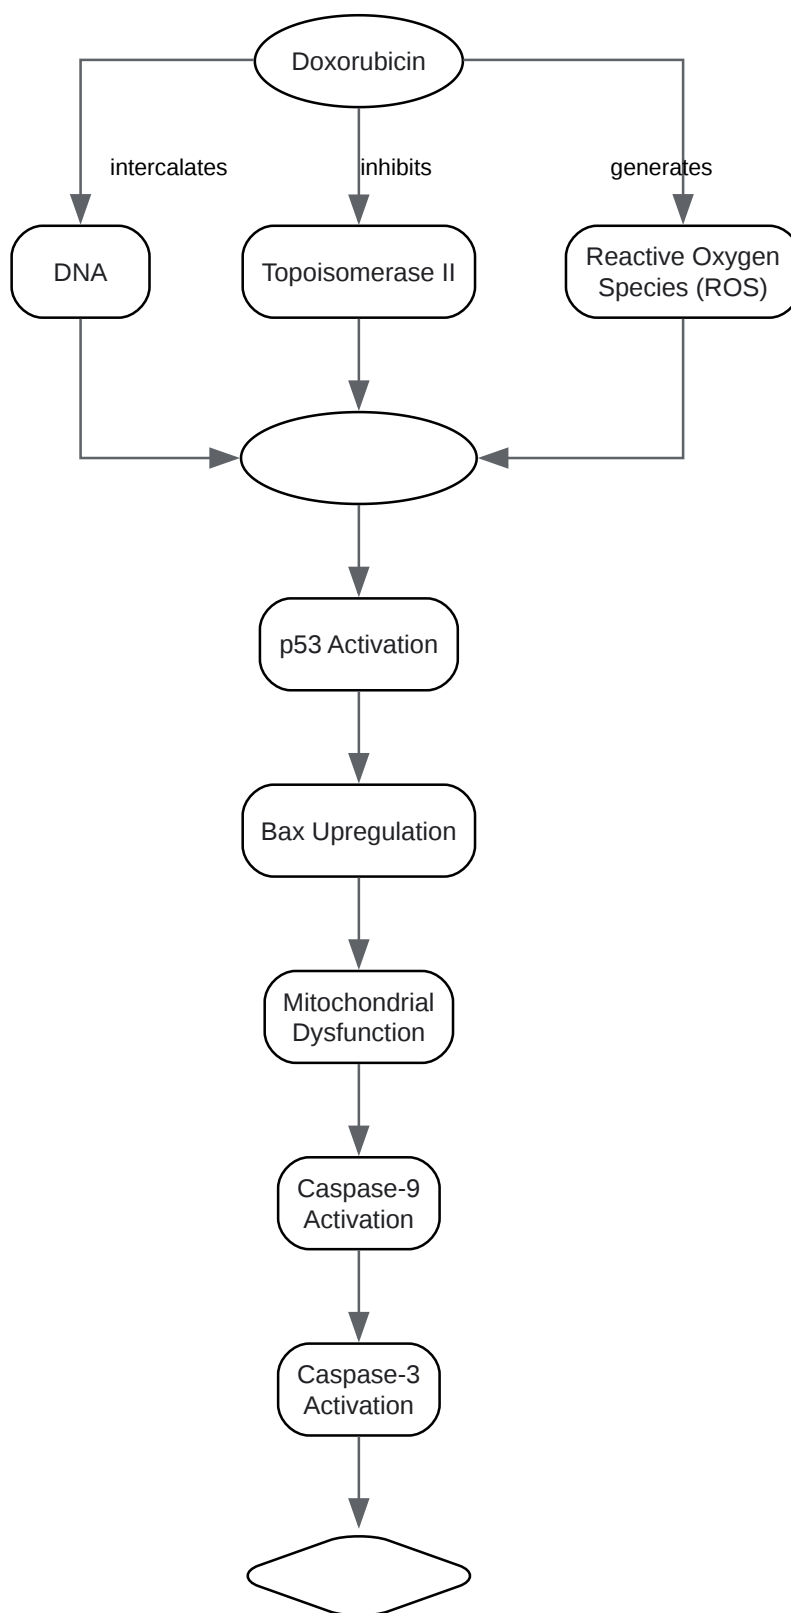 Doxorubicin
intercalates
inhibits
generates
DNA
Topoisomerase II
Reactive Oxygen
Species (ROS)
p53 Activation
Bax Upregulation
Mitochondrial
Dysfunction
Caspase-9
Activation
Caspase-3
Activation